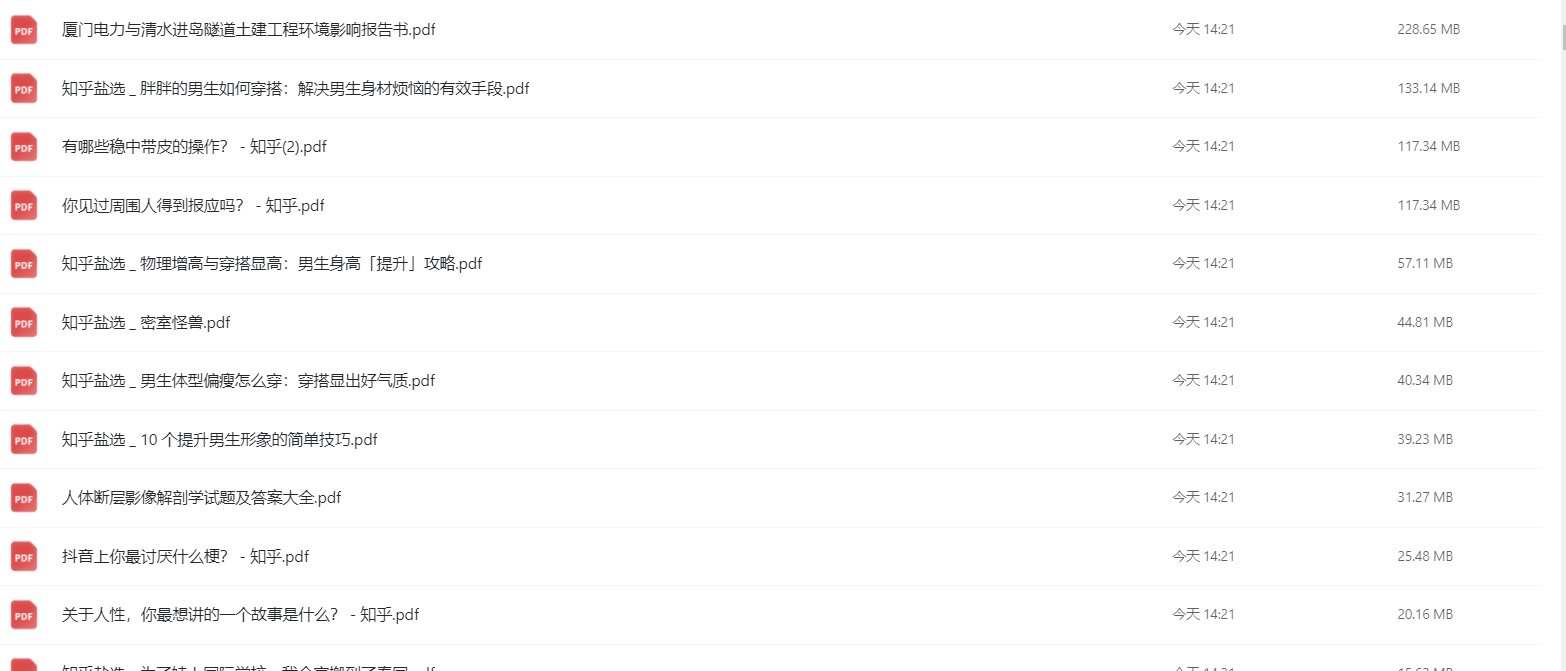 PDF 厦门电力与清水进岛隧道土建工程环境影响报告书.pdf 今天 14:21 228.65 MB
PDF 知乎盐选 _ 胖胖的男生如何穿搭：解决男生身材烦恼的有效手段.pdf 今天 14:21 133.14 MB
PDF 有哪些稳中带皮的操作？ - 知乎(2).pdf 今天 14:21 117.34 MB
PDF 你见过周围人得到报应吗？ - 知乎.pdf 今天 14:21 117.34 MB
PDF 知乎盐选 _ 物理增高与穿搭显高：男生身高「提升」攻略.pdf 今天 14:21 57.11 MB
PDF 知乎盐选 _ 密室怪兽.pdf 今天 14:21 44.81 MB
PDF 知乎盐选 _ 男生体型偏瘦怎么穿：穿搭显出好气质.pdf 今天 14:21 40.34 MB
PDF 知乎盐选 _ 10 个提升男生形象的简单技巧.pdf 今天 14:21 39.23 MB
PDF 人体断层影像解剖学试题及答案大全.pdf 今天 14:21 31.27 MB
PDF 抖音上你最讨厌什么梗？ - 知乎.pdf 今天 14:21 25.48 MB
PDF 关于人性，你最想讲的一个故事是什么？ - 知乎.pdf 今天 14:21 20.16 MB